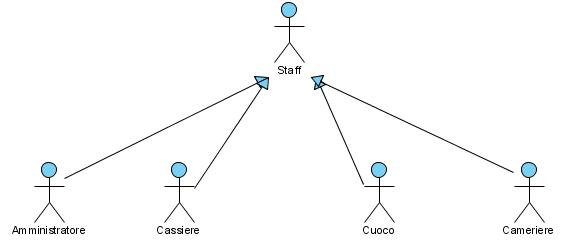 Staff
Amministratore
Cassiere
Cuoco
Cameriere